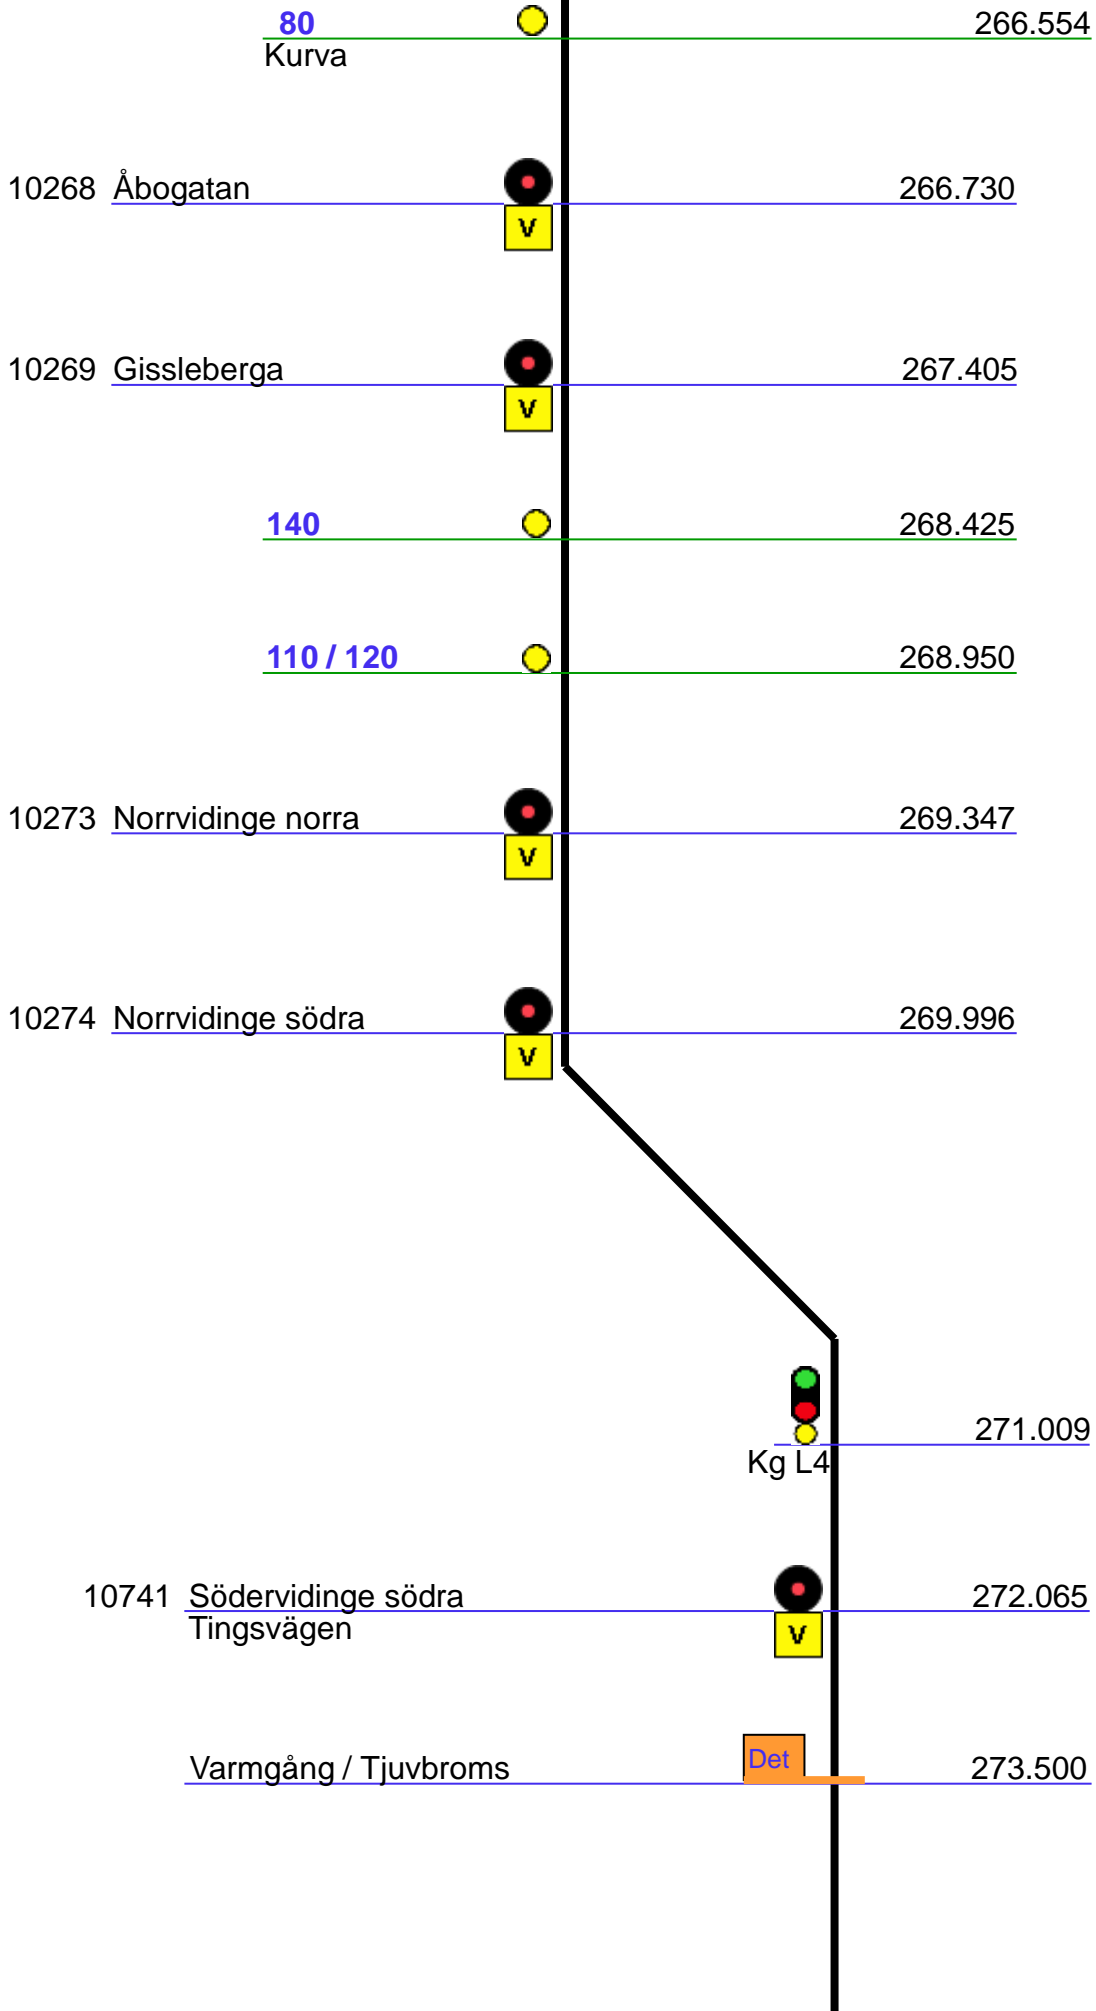 80 266.554
Kurva
10268 Åbogatan 266.730
V
10269 Gissleberga 267.405
V
140 268.425
110 / 120 268.950
10273 Norrvidinge norra 269.347
V
10274 Norrvidinge södra 269.996
V
271.009
Kg L4
10741 Södervidinge södra 272.065
Tingsvägen V
Varmgång / Tjuvbroms Det 273.500